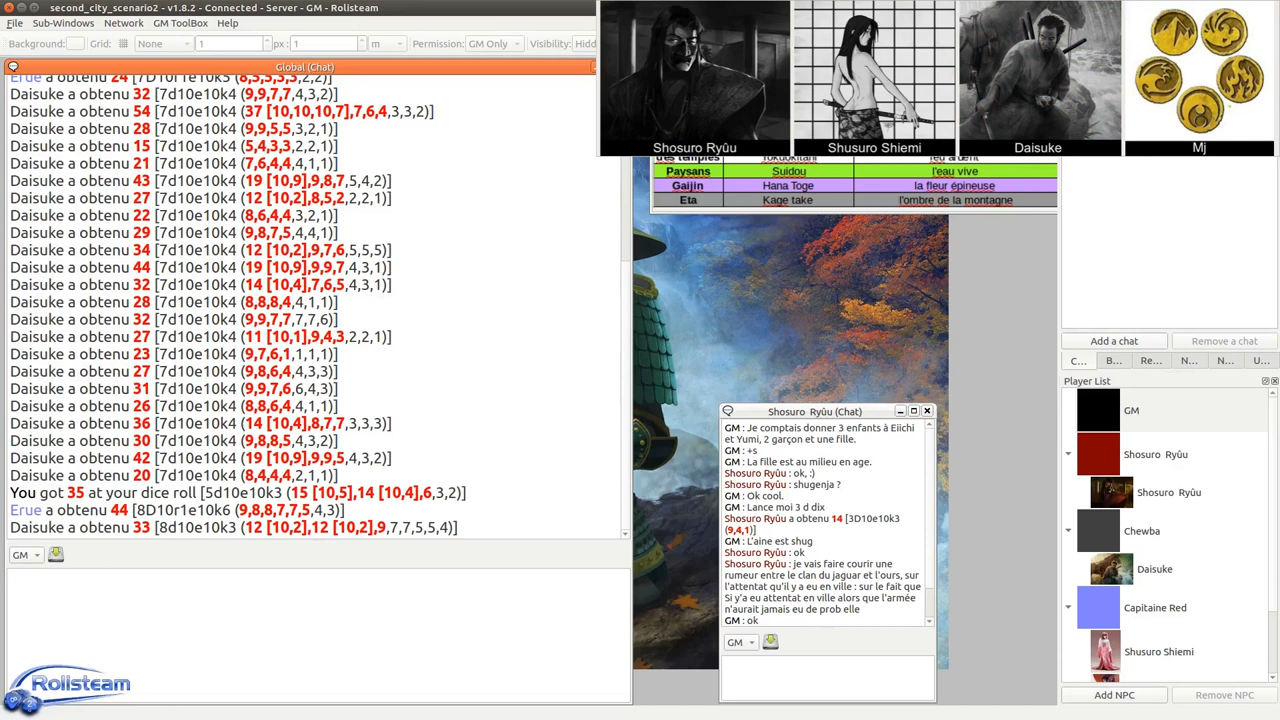 second_city_scenario2 - v1.8.2 - Connected - Server - GM - Rolisteam
File Sub-Windows Network GM ToolBox Help
Background: Grid: None 1 px : 1 m Permission: GM Only Visibility: Hidd
Global (Chat)
Erue a obtenu 24 [7D10r1e10k5 (8,5,5,3,3,2,2)]
Daisuke a obtenu 32 [7d10e10k4 (9,9,7,7,4,3,2)]
Daisuke a obtenu 54 [7d10e10k4 (37 [10,10,10,7],7,6,4,3,3,2)]
Daisuke a obtenu 28 [7d10e10k4 (9,9,5,5,3,2,1)]
Daisuke a obtenu 15 [7d10e10k4 (5,4,3,3,2,2,1)]
Daisuke a obtenu 21 [7d10e10k4 (7,6,4,4,4,1,1)]
Daisuke a obtenu 43 [7d10e10k4 (19 [10,9],9,8,7,5,4,2)]
Daisuke a obtenu 27 [7d10e10k4 (12 [10,2],8,5,2,2,2,1)]
Daisuke a obtenu 22 [7d10e10k4 (8,6,4,4,3,2,1)]
Daisuke a obtenu 29 [7d10e10k4 (9,8,7,5,4,4,1)]
Daisuke a obtenu 34 [7d10e10k4 (12 [10,2],9,7,6,5,5,5)]
Daisuke a obtenu 44 [7d10e10k4 (19 [10,9],9,9,7,4,3,1)]
Daisuke a obtenu 32 [7d10e10k4 (14 [10,4],7,6,5,4,3,1)]
Daisuke a obtenu 28 [7d10e10k4 (8,8,8,4,4,1,1)]
Daisuke a obtenu 32 [7d10e10k4 (9,9,7,7,7,7,6)]
Daisuke a obtenu 27 [7d10e10k4 (11 [10,1],9,4,3,2,2,1)]
Daisuke a obtenu 23 [7d10e10k4 (9,7,6,1,1,1,1)]
Daisuke a obtenu 27 [7d10e10k4 (9,8,6,4,4,3,3)]
Daisuke a obtenu 31 [7d10e10k4 (9,9,7,6,6,4,3)]
Daisuke a obtenu 26 [7d10e10k4 (8,8,6,4,4,1,1)]
Daisuke a obtenu 36 [7d10e10k4 (14 [10,4],8,7,7,3,3,3)]
Daisuke a obtenu 30 [7d10e10k4 (9,8,8,5,4,3,2)]
Daisuke a obtenu 42 [7d10e10k4 (19 [10,9],9,9,5,4,3,2)]
Daisuke a obtenu 20 [7d10e10k4 (8,4,4,4,2,1,1)]
You got 35 at your dice roll [5d10e10k3 (15 [10,5],14 [10,4],6,3,2)]
Erue a obtenu 44 [8D10r1e10k6 (9,8,8,7,7,5,4,3)]
Daisuke a obtenu 33 [8d10e10k3 (12 [10,2],12 [10,2],9,7,7,5,5,4)]
GM
Rolisteam
Shosuro Ryûu
Shusuro Shiemi
Daisuke
Mj
des temples Yokuokitani feu ardent
Paysans Suidou l'eau vive
Gaijin Hana Toge la fleur épineuse
Eta Kage take l'ombre de la montagne
Shosuro Ryûu (Chat)
GM : Je comptais donner 3 enfants à Eiichi
et Yumi, 2 garçon et une fille.
GM : +s
GM : La fille est au milieu en age.
Shosuro Ryûu : ok, :)
Shosuro Ryûu : shugenja ?
GM : Ok cool.
GM : Lance moi 3 d dix
Shosuro Ryûu a obtenu 14 [3D10e10k3
(9,4,1)]
GM : L'aine est shug
Shosuro Ryûu : ok
Shosuro Ryûu : je vais faire courir une
rumeur entre le clan du jaguar et l'ours, sur
l'attentat qu'il y a eu en ville : sur le fait que
Si y'a eu attentat en ville alors que l'armée
n'aurait jamais eu de prob elle
GM : ok
GM
Add a chat Remove a chat
C... B... Re... N... N... U...
Player List
GM
Shosuro Ryûu
Shosuro Ryûu
Chewba
Daisuke
Capitaine Red
Shusuro Shiemi
Add NPC Remove NPC